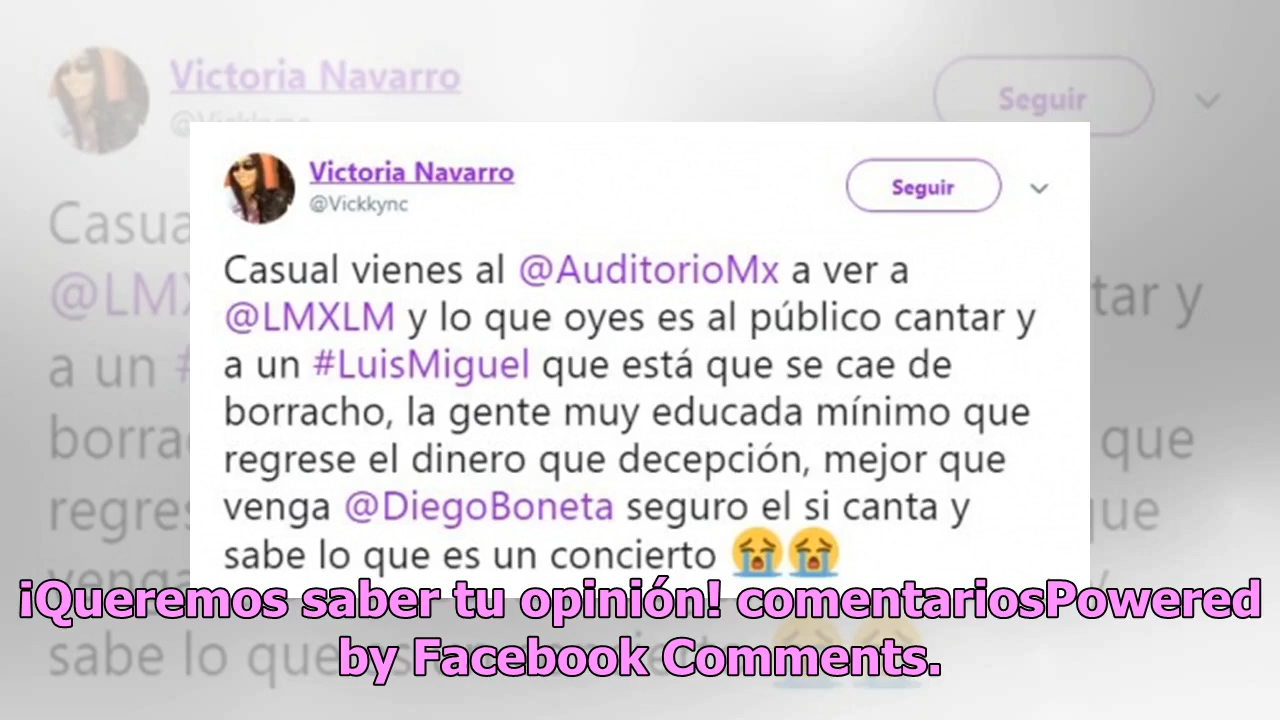 Victoria Navarro
Seguir
Victoria Navarro
@Vickkync
Seguir
Casual vienes al @AuditorioMx a ver a
@LMXLM y lo que oyes es al público cantar y
a un #LuisMiguel que está que se cae de
borracho, la gente muy educada mínimo que
regrese el dinero que decepción, mejor que
venga @DiegoBoneta seguro el si canta y
sabe lo que es un concierto 😭😭
¡Queremos saber tu opinión! comentariosPowered
by Facebook Comments.